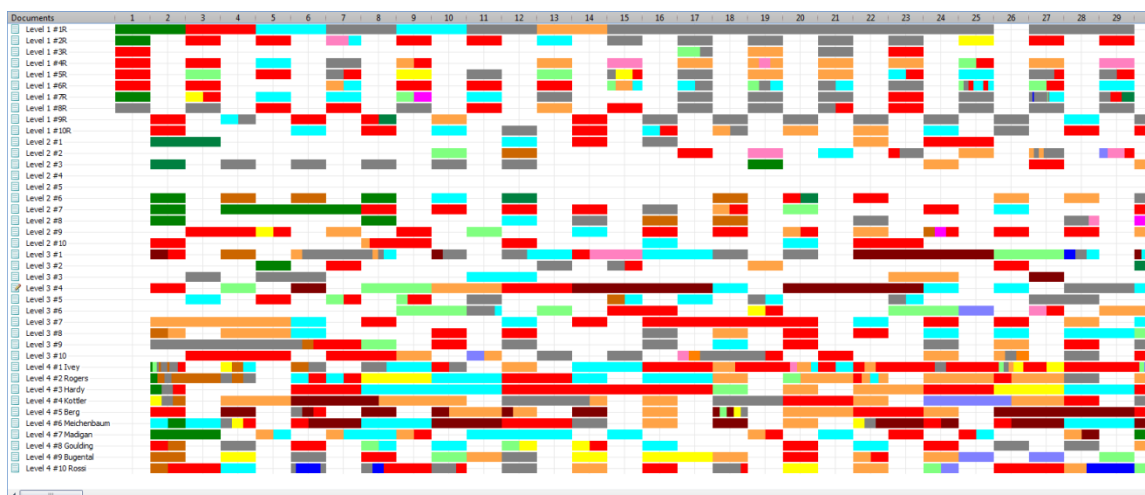 Documents 1 2 3 4 5 6 7 8 9 10 11 12 13 14 15 16 17 18 19 20 21 22 23 24 25 26 27 28 29
Level 1 #1R
Level 1 #2R
Level 1 #3R
Level 1 #4R
Level 1 #5R
Level 1 #6R
Level 1 #7R
Level 1 #8R
Level 1 #9R
Level 1 #10R
Level 2 #1
Level 2 #2
Level 2 #3
Level 2 #4
Level 2 #5
Level 2 #6
Level 2 #7
Level 2 #8
Level 2 #9
Level 2 #10
Level 3 #1
Level 3 #2
Level 3 #3
Level 3 #4
Level 3 #5
Level 3 #6
Level 3 #7
Level 3 #8
Level 3 #9
Level 3 #10
Level 4 #1 Ivey
Level 4 #2 Rogers
Level 4 #3 Hardy
Level 4 #4 Kottler
Level 4 #5 Berg
Level 4 #6 Meichenbaum
Level 4 #7 Madigan
Level 4 #8 Goulding
Level 4 #9 Bugental
Level 4 #10 Rossi